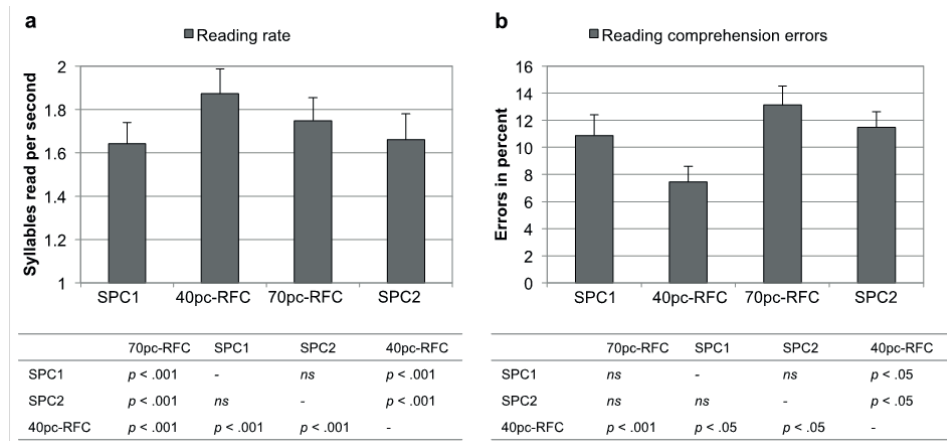 a
Reading rate
Syllables read per second
2
1.8
1.6
1.4
1.2
1
SPC1 40pc-RFC 70pc-RFC SPC2
70pc-RFC SPC1 SPC2 40pc-RFC
SPC1 p < .001 - ns p < .001
SPC2 p < .001 ns - p < .001
40pc-RFC p < .001 p < .001 p < .001 -
b
Reading comprehension errors
Errors in percent
16
14
12
10
8
6
4
2
0
SPC1 40pc-RFC 70pc-RFC SPC2
70pc-RFC SPC1 SPC2 40pc-RFC
SPC1 ns - ns p < .05
SPC2 ns ns - p < .05
40pc-RFC p < .001 p < .05 p < .05 -